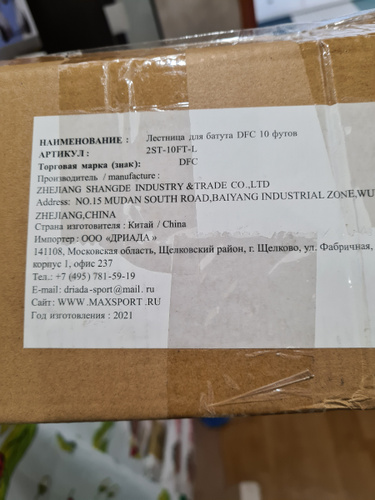 НАИМЕНОВАНИЕ : Лестница для батута DFC 10 футов
АРТИКУЛ : 2ST-10FT-L
Торговая марка (знак): DFC
Производитель / manufacture :
ZHEJIANG SHANGDE INDUSTRY &TRADE CO.,LTD
Address: NO.15 MUDAN SOUTH ROAD,BAIYANG INDUSTRIAL ZONE,WU
ZHEJIANG,CHINA
Страна изготовителя : Китай / China
Импортер : ООО «ДРИАЛА »
141108, Московская область, Щелковский район, г. Щелково, ул. Фабричная,
корпус 1, офис 237
Тел.: +7 (495) 781-59-19
E-mail: driada-sport@mail. ru
Сайт: WWW .MAXSPORT .RU
Год изготовления : 2021